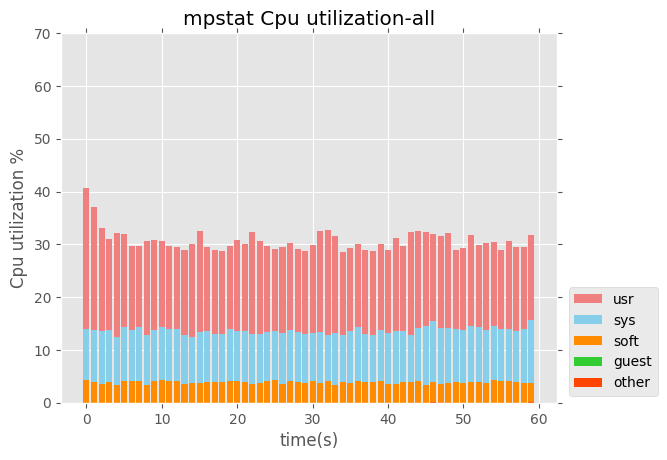 mpstat Cpu utilization-all
70
60
50
40
30
20
10
0
Cpu utilization %
0 10 20 30 40 50 60
time(s)
usr
sys
soft
guest
other